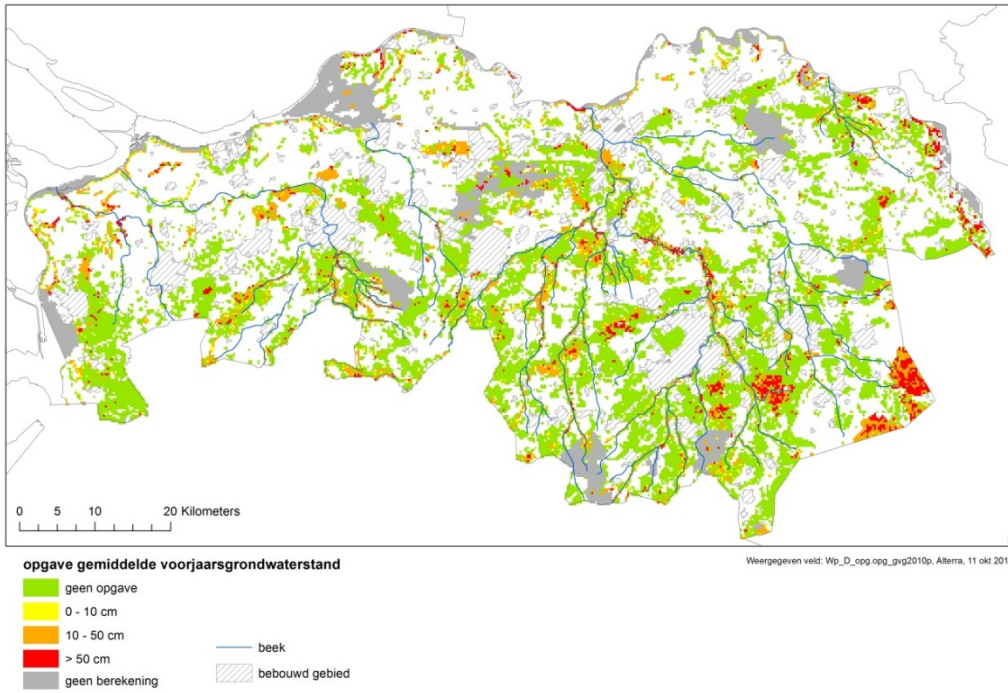 0 5 10 20 Kilometers
Weergegeven veld: Wp_D_opg.opg_gvg2010p, Alterra, 11 okt 201
opgave gemiddelde voorjaarsgrondwaterstand
geen opgave
0 - 10 cm
10 - 50 cm
> 50 cm
geen berekening
beek
bebouwd gebied